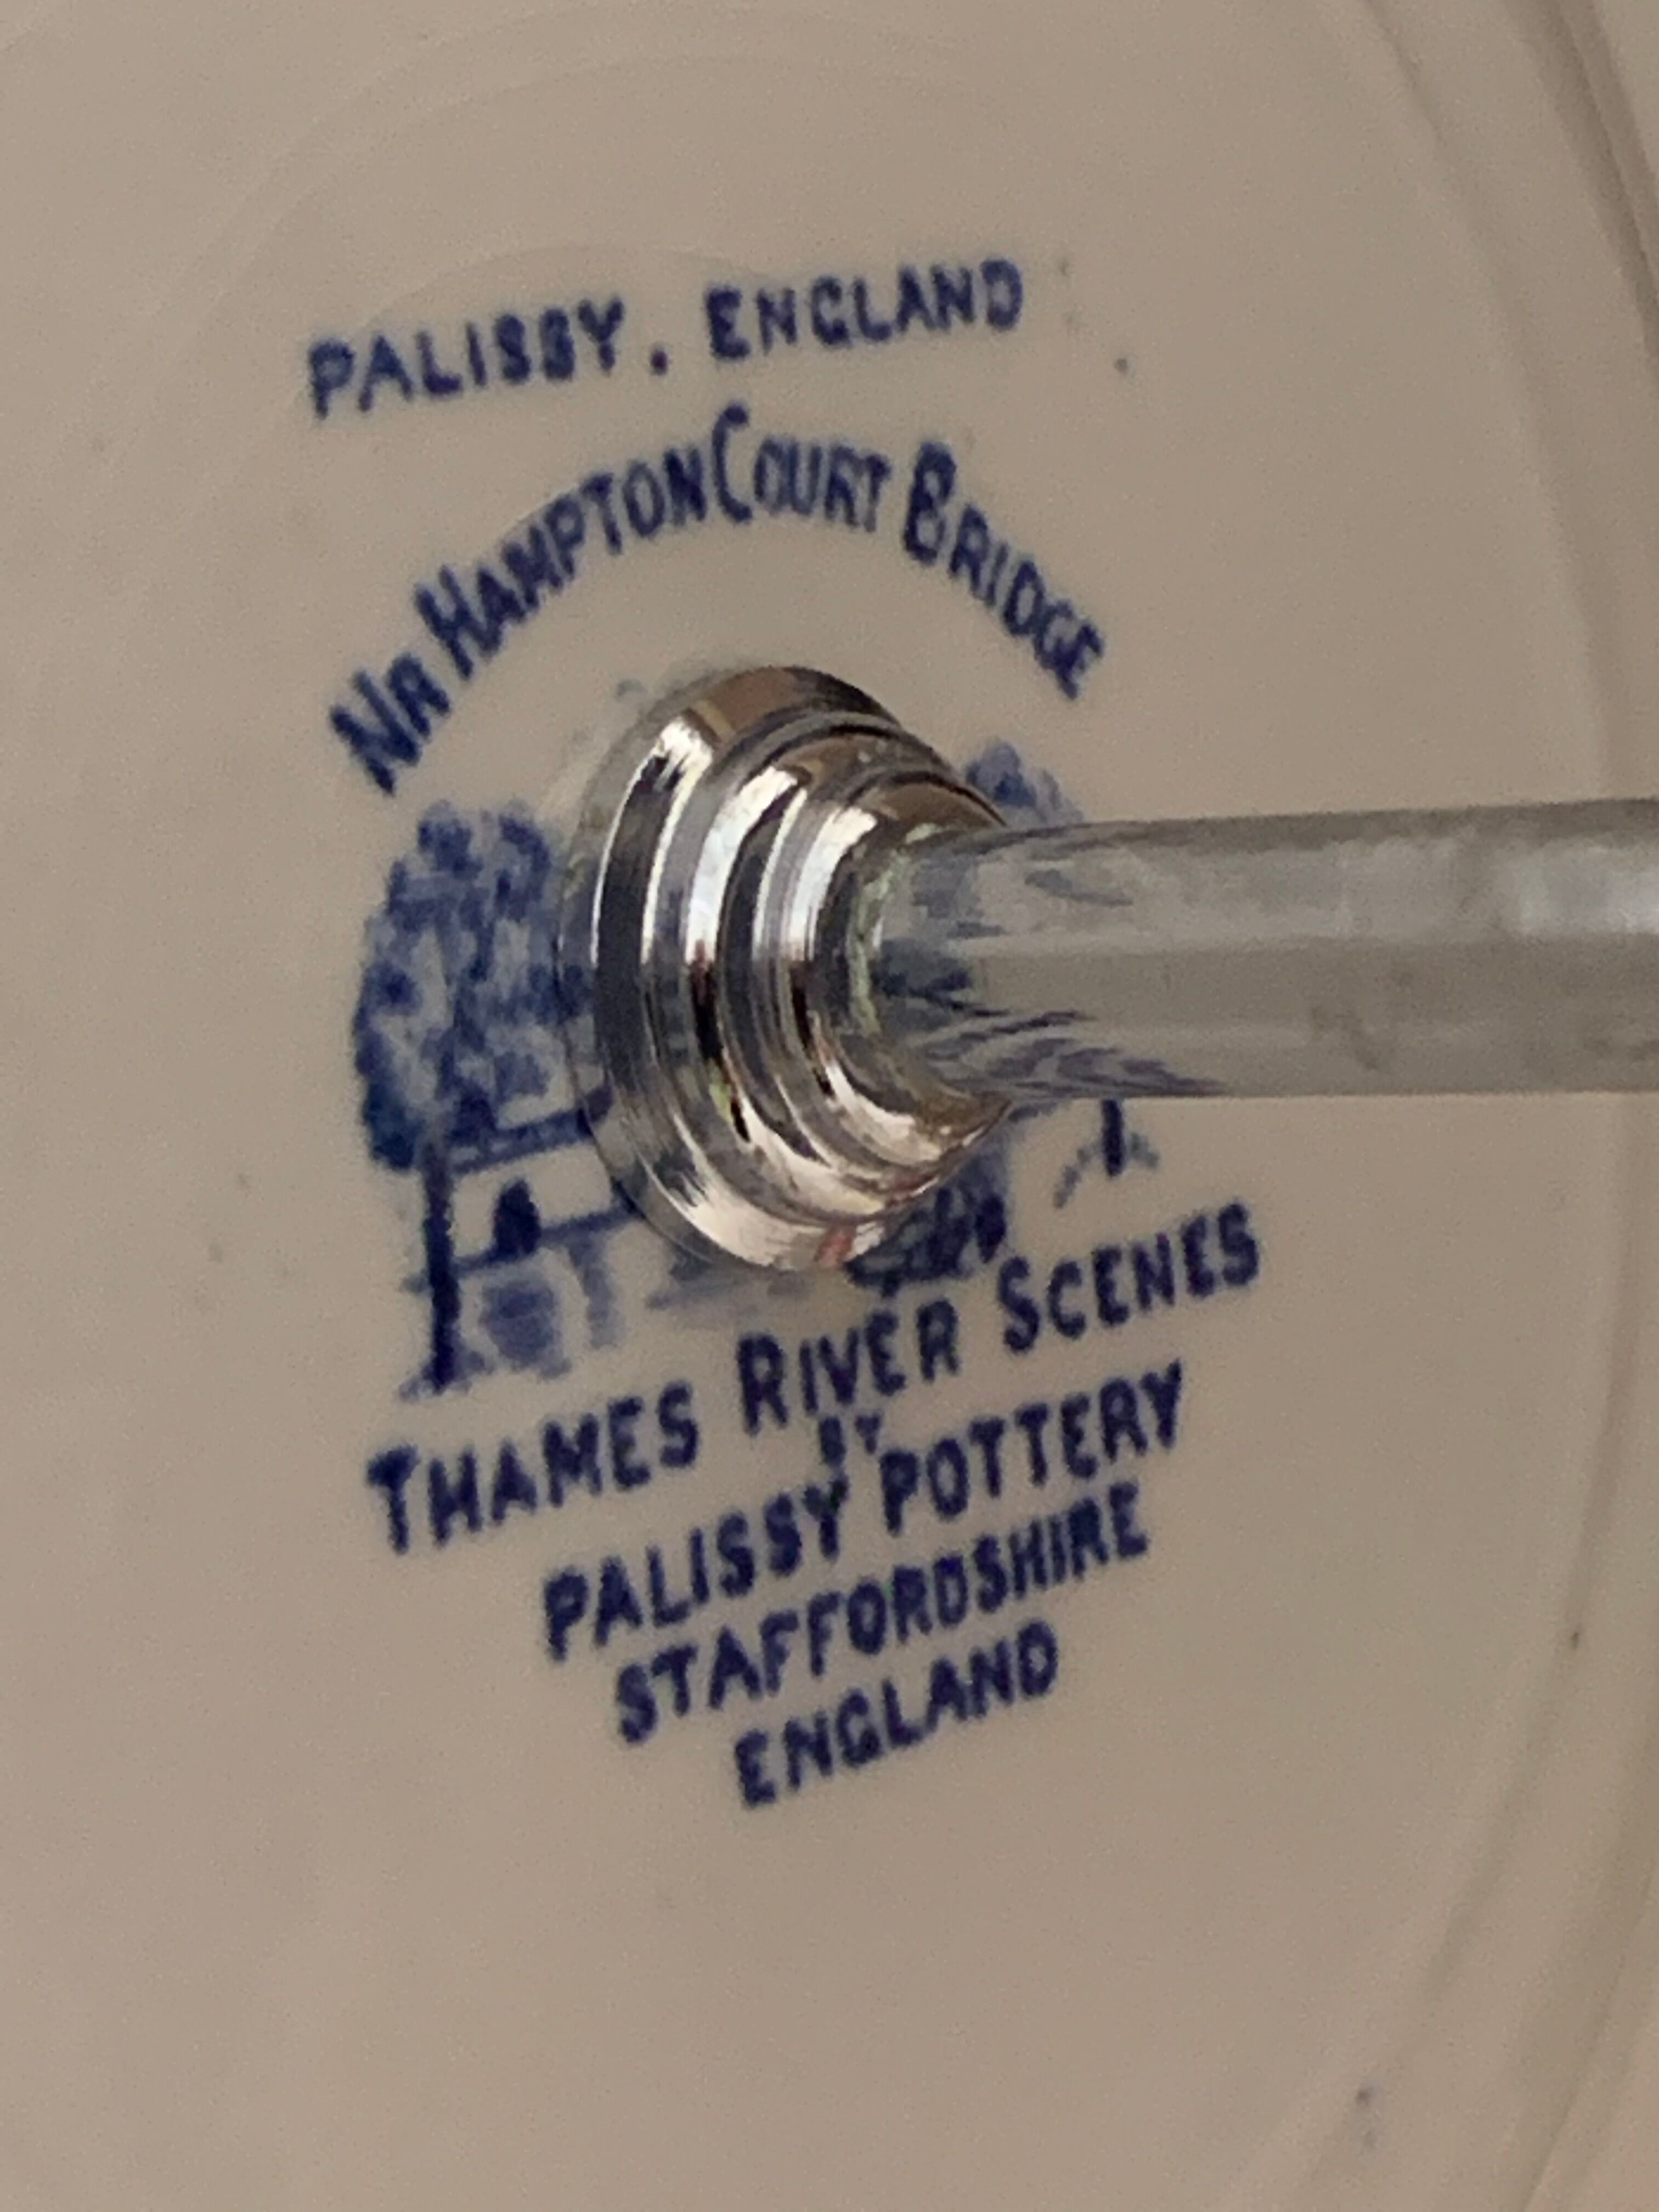 PALISSY. ENGLAND
NR HAMPTON COURT BRIDGE
THAMES RIVER SCENES
BY
PALISSY POTTERY
STAFFORDSHIRE
ENGLAND